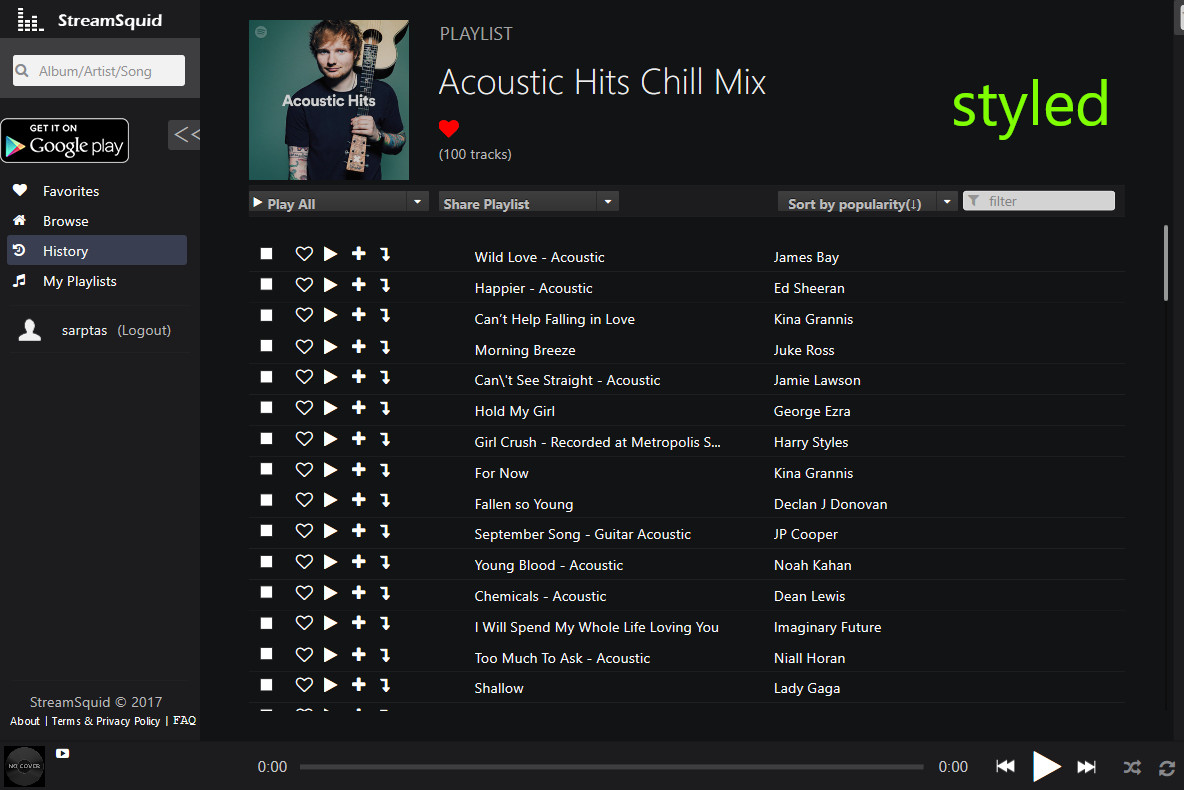 StreamSquid
Album/Artist/Song
GET IT ON
Google play
<<
Favorites
Browse
History
My Playlists
sarptas (Logout)
StreamSquid © 2017
About | Terms & Privacy Policy | FAQ
Acoustic Hits
PLAYLIST
Acoustic Hits Chill Mix
(100 tracks)
styled
Play All Share Playlist Sort by popularity(↓) filter
Wild Love - Acoustic James Bay
Happier - Acoustic Ed Sheeran
Can’t Help Falling in Love Kina Grannis
Morning Breeze Juke Ross
Can\'t See Straight - Acoustic Jamie Lawson
Hold My Girl George Ezra
Girl Crush - Recorded at Metropolis S... Harry Styles
For Now Kina Grannis
Fallen so Young Declan J Donovan
September Song - Guitar Acoustic JP Cooper
Young Blood - Acoustic Noah Kahan
Chemicals - Acoustic Dean Lewis
I Will Spend My Whole Life Loving You Imaginary Future
Too Much To Ask - Acoustic Niall Horan
Shallow Lady Gaga
NO COVER
0:00 0:00